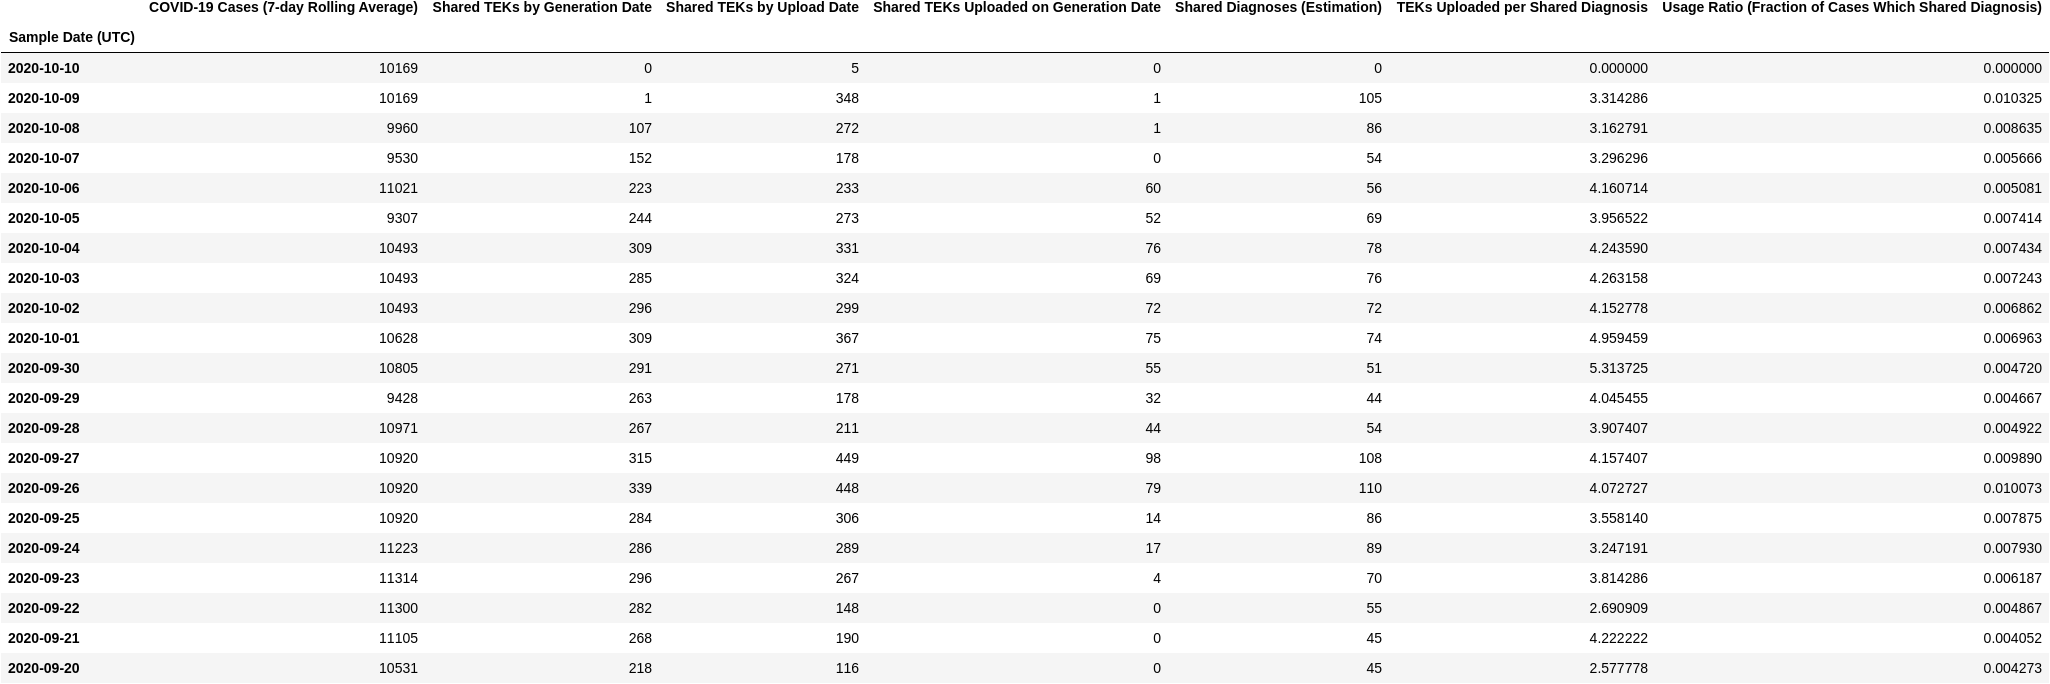 COVID-19 Cases (7-day Rolling Average) Shared TEKs by Generation Date Shared TEKs by Upload Date Shared TEKs Uploaded on Generation Date Shared Diagnoses (Estimation) TEKs Uploaded per Shared Diagnosis Usage Ratio (Fraction of Cases Which Shared Diagnosis)
Sample Date (UTC)
2020-10-10 10169 0 5 0 0 0.000000 0.000000
2020-10-09 10169 1 348 1 105 3.314286 0.010325
2020-10-08 9960 107 272 1 86 3.162791 0.008635
2020-10-07 9530 152 178 0 54 3.296296 0.005666
2020-10-06 11021 223 233 60 56 4.160714 0.005081
2020-10-05 9307 244 273 52 69 3.956522 0.007414
2020-10-04 10493 309 331 76 78 4.243590 0.007434
2020-10-03 10493 285 324 69 76 4.263158 0.007243
2020-10-02 10493 296 299 72 72 4.152778 0.006862
2020-10-01 10628 309 367 75 74 4.959459 0.006963
2020-09-30 10805 291 271 55 51 5.313725 0.004720
2020-09-29 9428 263 178 32 44 4.045455 0.004667
2020-09-28 10971 267 211 44 54 3.907407 0.004922
2020-09-27 10920 315 449 98 108 4.157407 0.009890
2020-09-26 10920 339 448 79 110 4.072727 0.010073
2020-09-25 10920 284 306 14 86 3.558140 0.007875
2020-09-24 11223 286 289 17 89 3.247191 0.007930
2020-09-23 11314 296 267 4 70 3.814286 0.006187
2020-09-22 11300 282 148 0 55 2.690909 0.004867
2020-09-21 11105 268 190 0 45 4.222222 0.004052
2020-09-20 10531 218 116 0 45 2.577778 0.004273